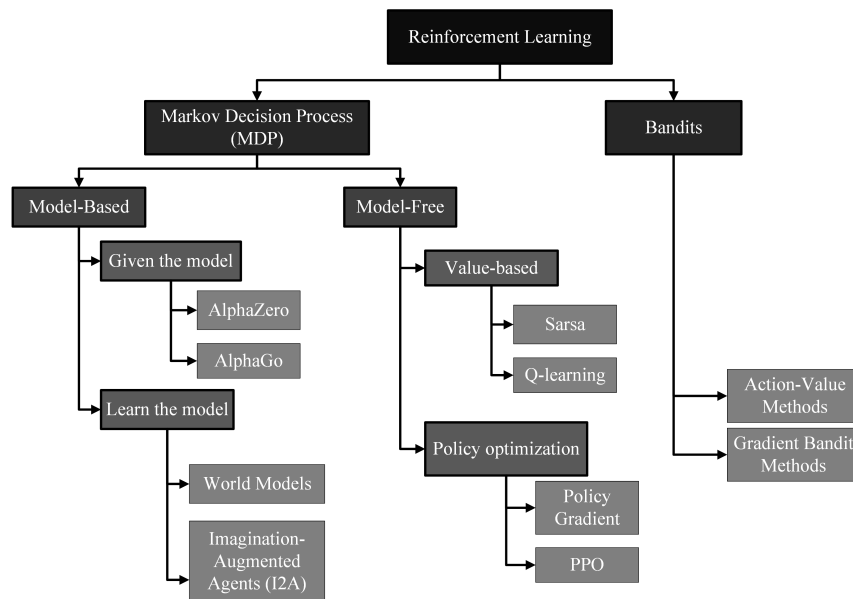 Reinforcement Learning
Markov Decision Process
(MDP)
Bandits
Model-Based
Model-Free
Given the model
Value-based
AlphaZero
Sarsa
AlphaGo
Q-learning
Action-Value
Methods
Learn the model
Policy optimization
Gradient Bandit
Methods
World Models
Policy
Gradient
Imagination-
Augmented
Agents (I2A)
PPO